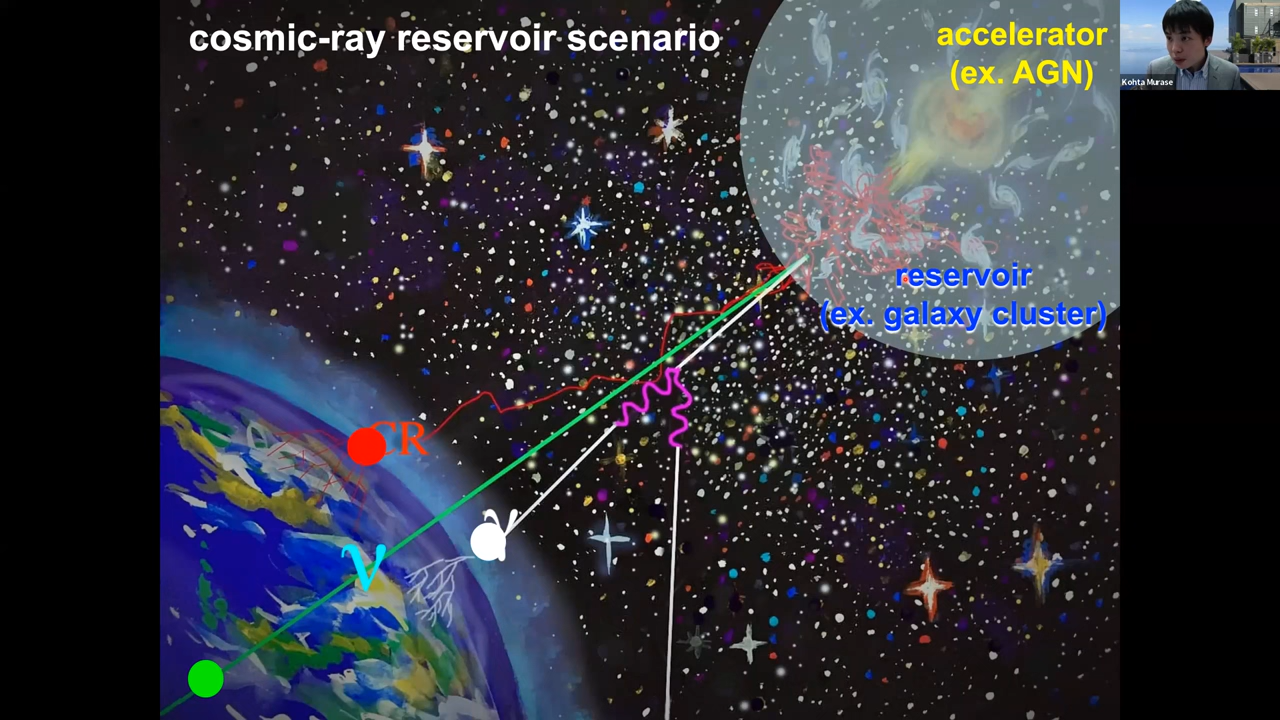 cosmic-ray reservoir scenario
accelerator
(ex. AGN)
Kohta Murase
reservoir
(ex. galaxy cluster)
CR
γ
ν